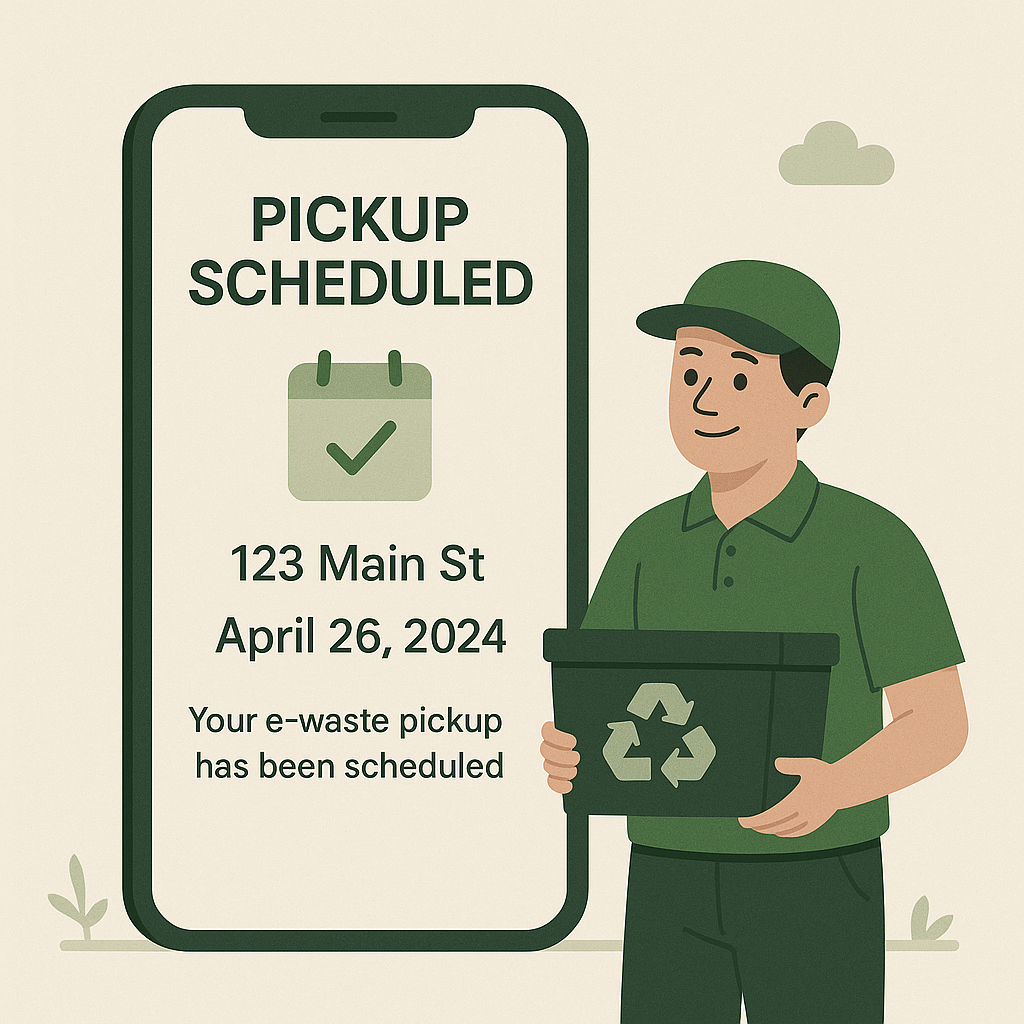 PICKUP
SCHEDULED
123 Main St
April 26, 2024
Your e-waste pickup
has been scheduled